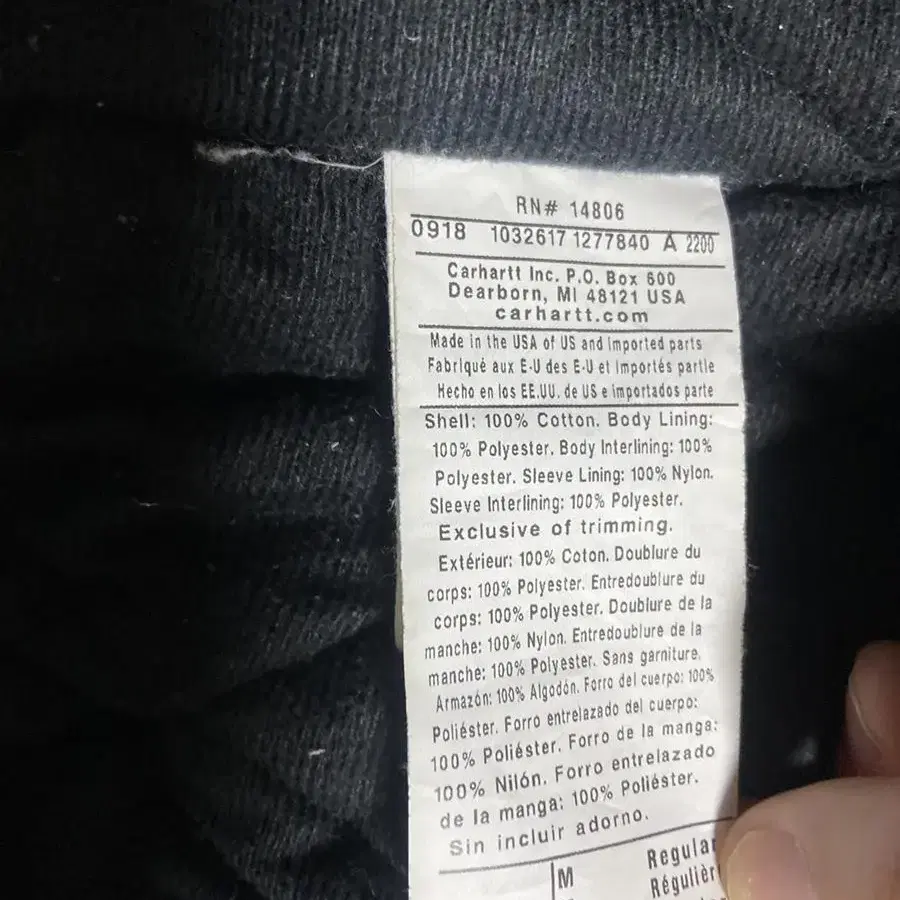 RN# 14806
0918 1032617 1277840 A 2200
Carhartt Inc. P.O. Box 600
Dearborn, MI 48121 USA
carhartt.com
Made in the USA of US and Imported parts
Fabriqué aux E-U des E-U et Importés partie
Hecho en los EE.UU. de US e importados parte
Shell: 100% Cotton. Body Lining:
100% Polyester. Body Interlining: 100%
Polyester. Sleeve Lining: 100% Nylon.
Sleeve Interlining: 100% Polyester.
Exclusive of trimming.
Extérieur: 100% Coton. Doublure du
corps: 100% Polyester. Entredoublure du
corps: 100% Polyester. Doublure de la
manche: 100% Nylon. Entredoublure de la
manche: 100% Polyester. Sans garniture.
Armazón: 100% Algodón. Forro del cuerpo: 100%
Poliéster. Forro entrelazado del cuerpo:
100% Poliéster. Forro de la manga:
100% Nilón. Forro entrelazado
de la manga: 100% Poliéster.
Sin incluir adorno.
M Regular
Régulier